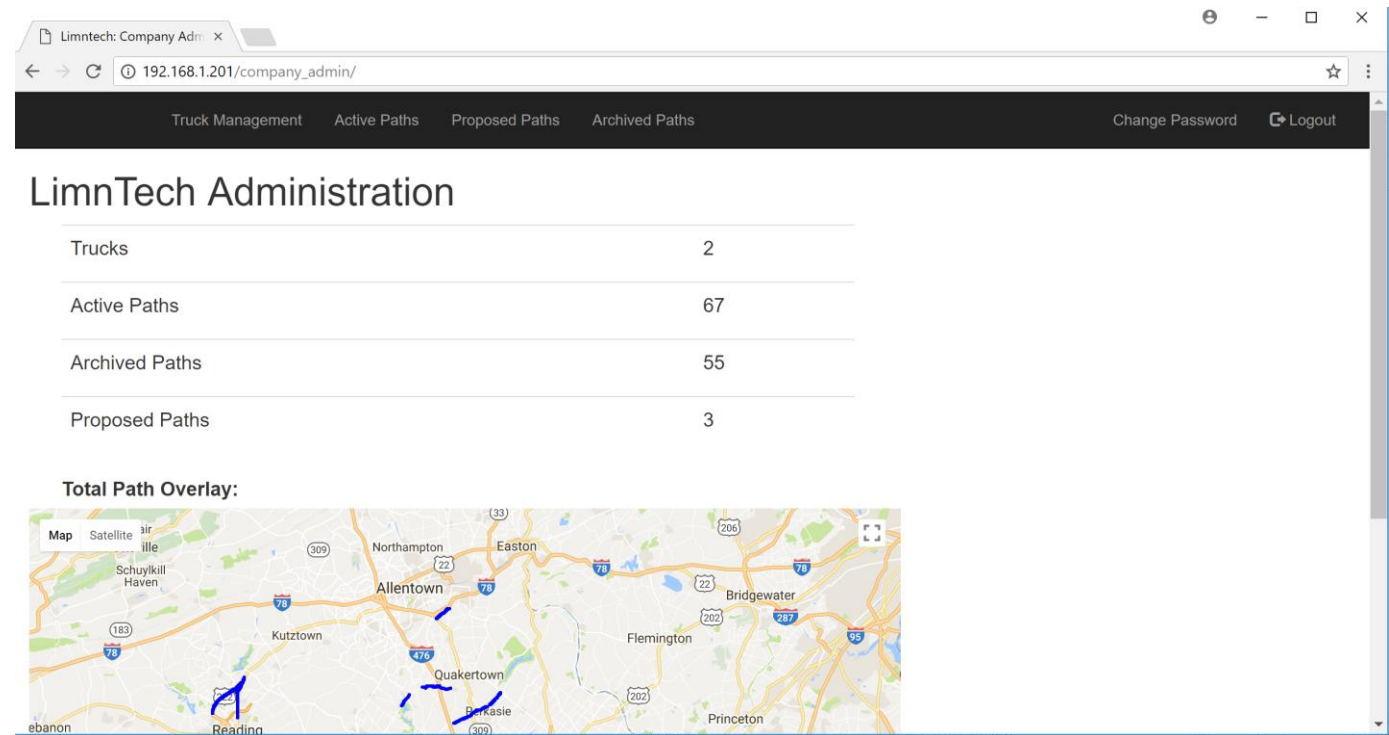 Limntech: Company Adm
192.168.1.201/company_admin/
Truck Management Active Paths Proposed Paths Archived Paths Change Password Logout
LimnTech Administration
Trucks 2
Active Paths 67
Archived Paths 55
Proposed Paths 3
Total Path Overlay:
Map Satellite
33
206
309
Northampton
Easton
22
78
78
Schuylkill
Haven
Allentown
78
22
Bridgewater
78
202
287
183
Kutztown
Flemington
95
78
476
Quakertown
202
Berkasie
Princeton
ebanon
Reading
309